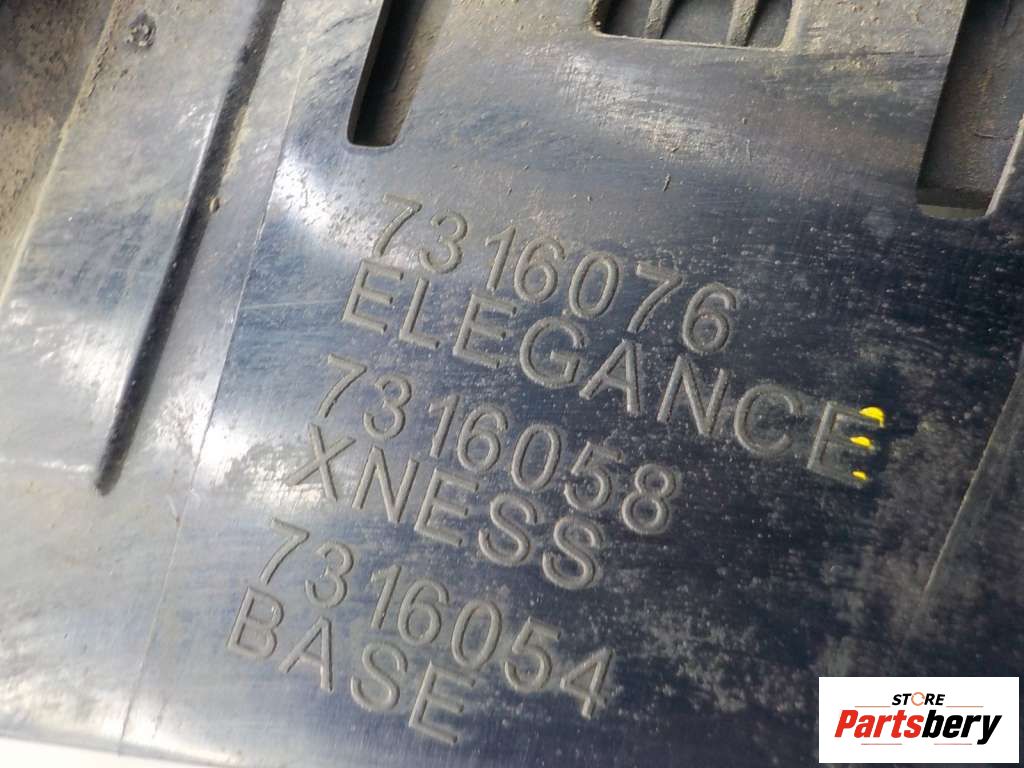 7316076
ELEGANCE
7316058
XNESS
7316054
BASE
STORE
Partsbery